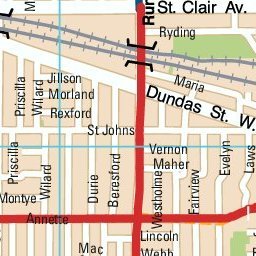 St. Clair Av.
Run
Ryding
Maria
Jillson
Morland
Rexford
Priscilla
Wilard
Dundas St. W.
St Johns
Vernon
Maher
Priscilla
Wilard
Durie
Beresford
Westholme
Fairview
Evelyn
Laws
Montye
Annette
Lincoln
Mac
Webb